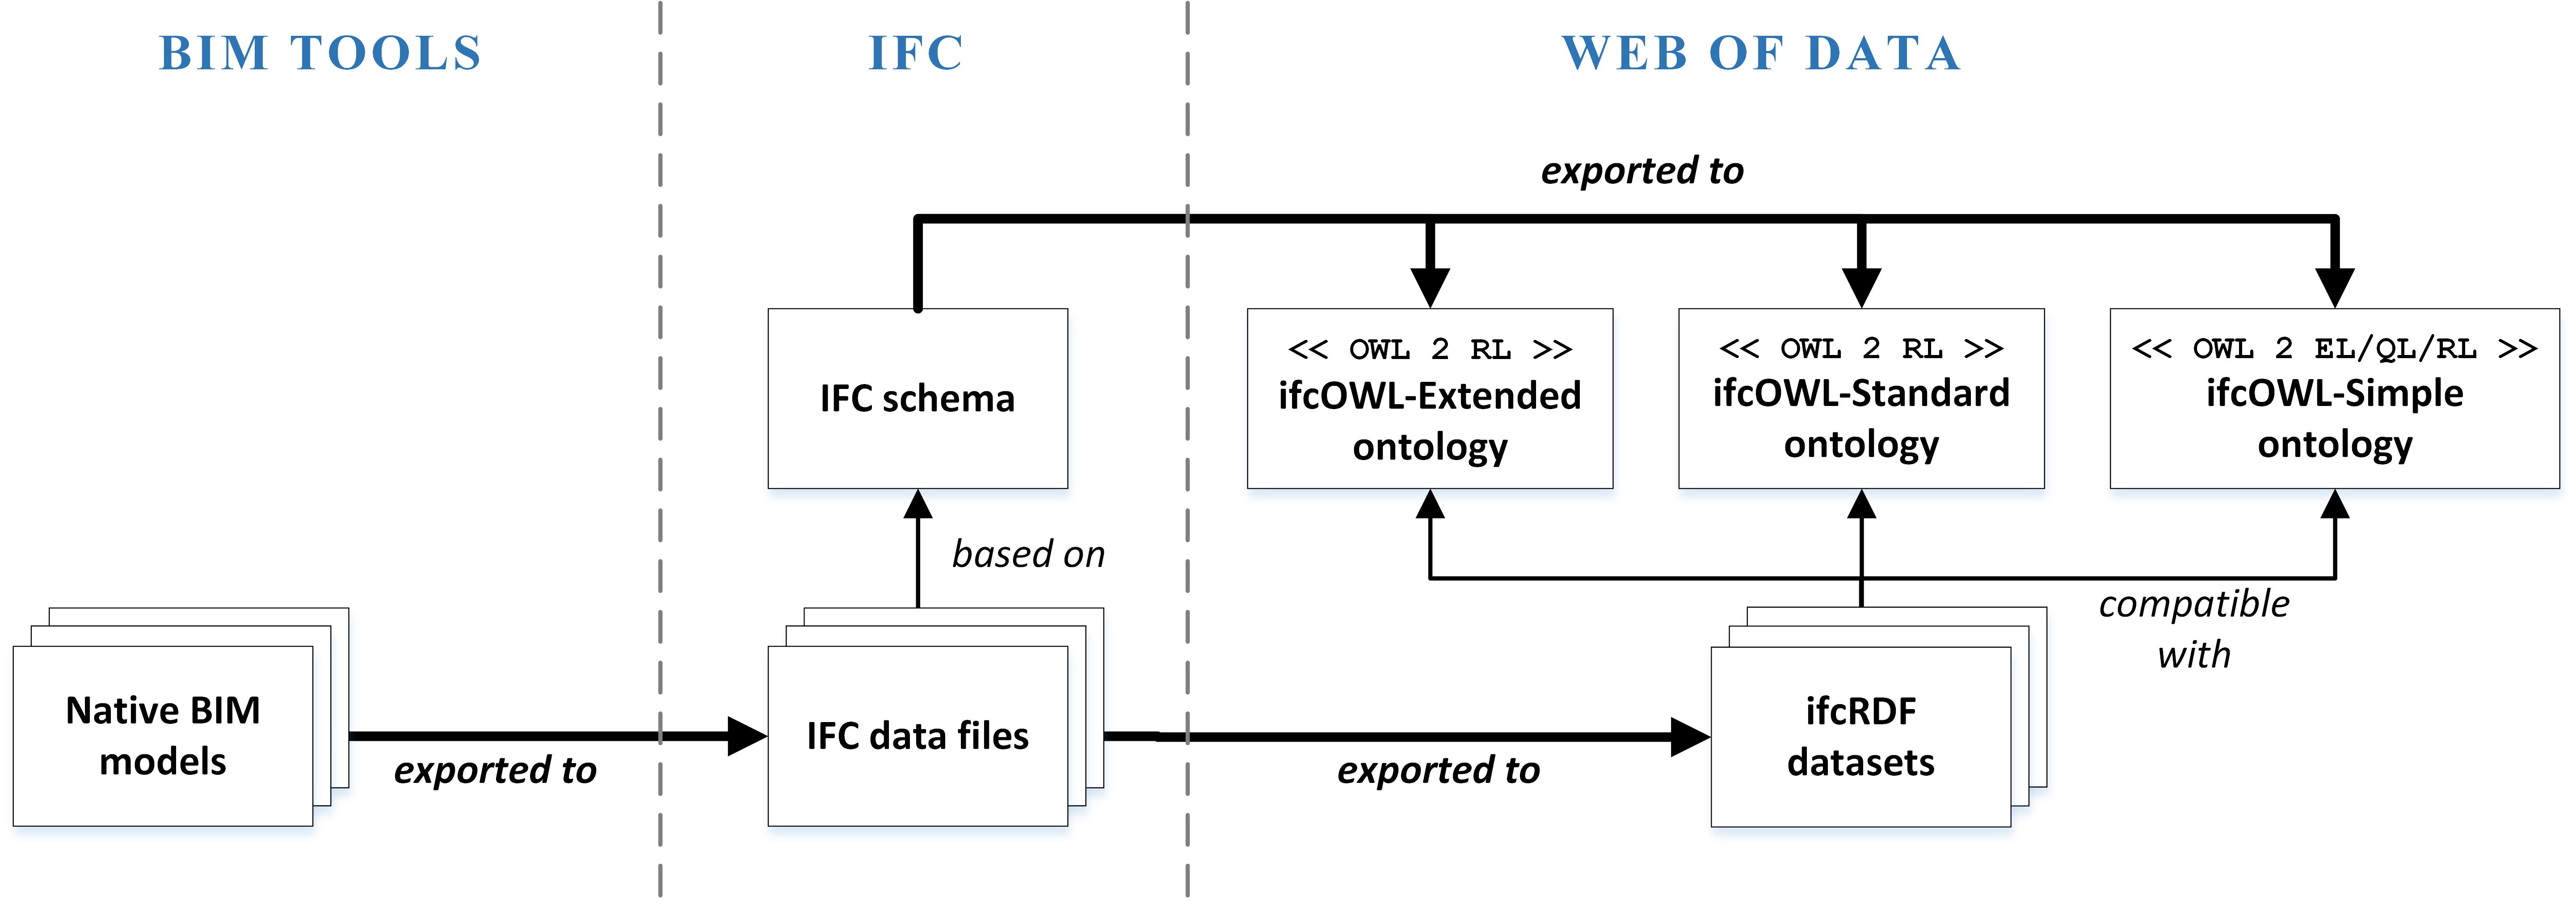 BIM TOOLS
IFC
WEB OF DATA
exported to
IFC schema
<< OWL 2 RL >>
ifcOWL-Extended
ontology
<< OWL 2 RL >>
ifcOWL-Standard
ontology
<< OWL 2 EL/QL/RL >>
ifcOWL-Simple
ontology
based on
compatible
with
Native BIM
models
exported to
IFC data files
exported to
ifcRDF
datasets